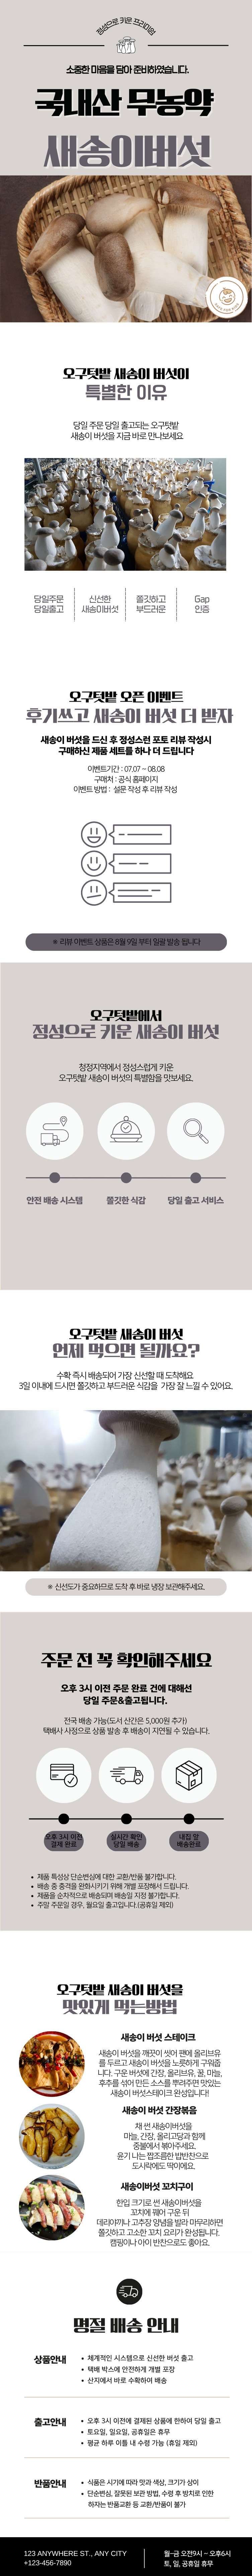 정성으로 키운 프리미엄
소중한 마음을 담아 준비하였습니다.
국내산 무농약
새송이버섯
오구텃밭 새송이 버섯이
특별한 이유
당일 주문 당일 출고되는 오구텃밭
새송이 버섯을 지금 바로 만나보세요
당일주문
당일출고
신선한
새송이버섯
쫄깃하고
부드러운
Gap
인증
오구텃밭 오픈 이벤트
후기쓰고 새송이 버섯 더 받자
새송이 버섯을 드신 후 정성스런 포토 리뷰 작성시
구매하신 제품 세트를 하나 더 드립니다
이벤트기간 : 07.07 ~ 08.08
구매처 : 공식 홈페이지
이벤트 방법 : 설문 작성 후 리뷰 작성
※ 리뷰 이벤트 상품은 8월 9일 부터 일괄 발송 됩니다
오구텃밭에서
정성으로 키운 새송이 버섯
청정지역에서 정성스럽게 키운
오구텃밭 새송이 버섯의 특별함을 맛보세요.
안전 배송 시스템
쫄깃한 식감
당일 출고 서비스
오구텃밭 새송이 버섯
언제 먹으면 될까요?
수확 즉시 배송되어 가장 신선할 때 도착해요
3일 이내에 드시면 쫄깃하고 부드러운 식감을 가장 잘 느낄 수 있어요.
※ 신선도가 중요하므로 도착 후 바로 냉장 보관해주세요.
주문 전 꼭 확인해주세요
오후 3시 이전 주문 완료 건에 대해선
당일 주문&출고됩니다.
전국 배송 가능(도서 산간은 5,000원 추가)
택배사 사정으로 상품 발송 후 배송이 지연될 수 있습니다.
오후 3시 이전
결제 완료
실시간 확인
당일 배송
내집 앞
배송완료
• 제품 특성상 단순변심에 대한 교환/반품 불가합니다.
• 배송 중 충격을 완화시키기 위해 개별 포장해서 드립니다.
• 제품을 순차적으로 배송되며 배송일 지정 불가합니다.
• 주말 주문일 경우, 월요일 출고입니다.(공휴일 제외)
오구텃밭 새송이 버섯을
맛있게 먹는방법
새송이 버섯 스테이크
새송이 버섯을 깨끗이 씻어 팬에 올리브유
를 두르고 새송이 버섯을 노릇하게 구워줍
니다. 구운 버섯에 간장, 올리브유, 꿀, 마늘,
후추를 섞어 만든 소스를 뿌려주면 맛있는
새송이 버섯스테이크 완성입니다!
새송이 버섯 간장볶음
채 썬 새송이버섯을
마늘, 간장, 올리고당과 함께
중불에서 볶아주세요.
윤기 나는 짭조름한 밥반찬으로
도시락에도 딱이에요.
새송이버섯 꼬치구이
한입 크기로 썬 새송이버섯을
꼬치에 꿰어 구운 뒤
데리야끼나 고추장 양념을 발라 마무리하면
쫄깃하고 고소한 꼬치 요리가 완성됩니다.
캠핑이나 아이 반찬으로도 좋아요.
명절 배송 안내
상품안내
• 체계적인 시스템으로 신선한 버섯 출고
• 택배 박스에 안전하게 개별 포장
• 산지에서 바로 수확하여 배송
출고안내
• 오후 3시 이전에 결제된 상품에 한하여 당일 출고
• 토요일, 일요일, 공휴일은 휴무
• 평균 하루 이틀 내 수령 가능 (휴일 제외)
반품안내
• 식품은 시기에 따라 맛과 색상, 크기가 상이
• 단순변심, 잘못된 보관 방법, 수령 후 방치로 인한
하자는 반품교환 등 교환/반품이 불가
123 ANYWHERE ST., ANY CITY
+123-456-7890
월~금 오전9시 ~ 오후6시
토, 일, 공휴일 휴무